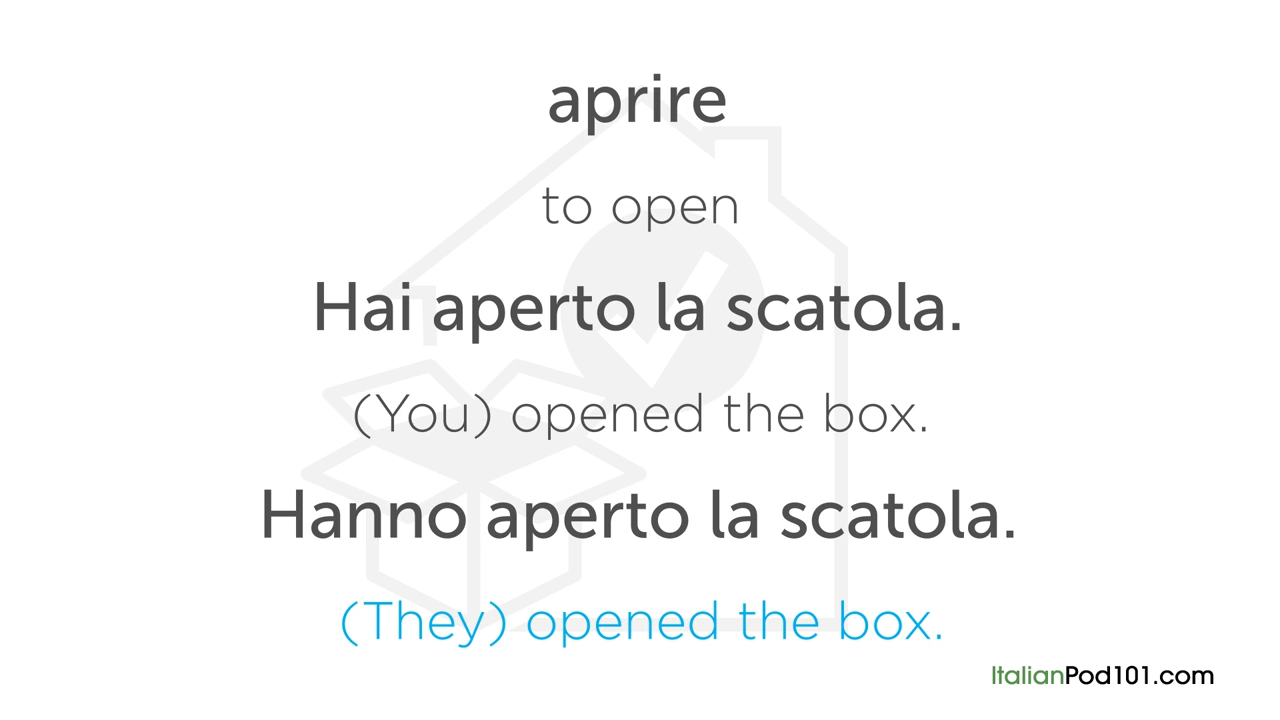 aprire
to open
Hai aperto la scatola.
(You) opened the box.
Hanno aperto la scatola.
(They) opened the box.
ItalianPod101.com